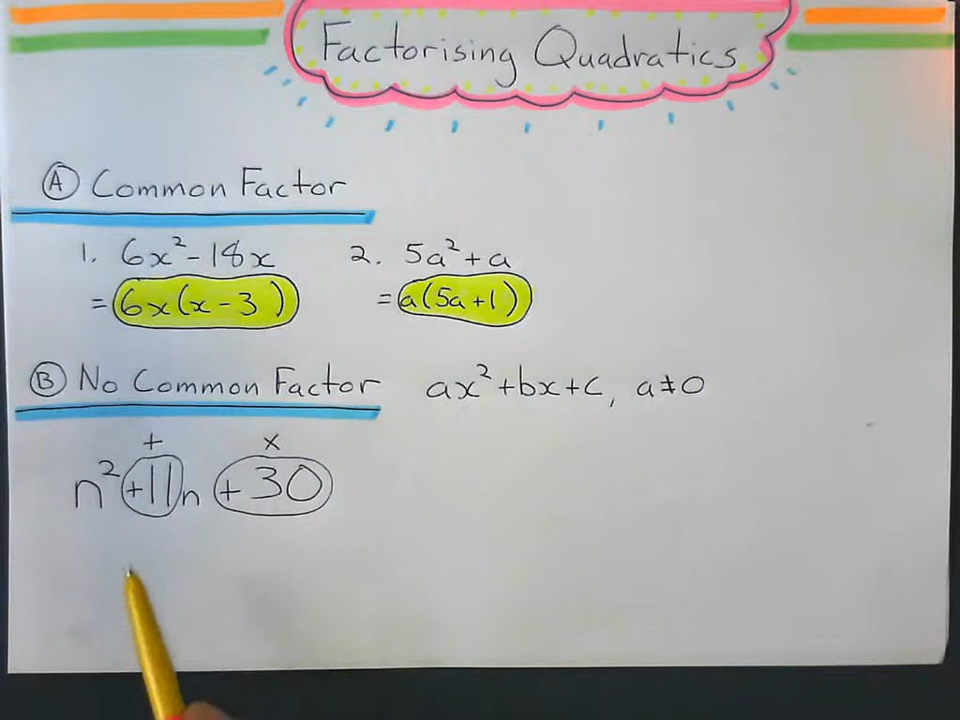 Factorising Quadratics
Ⓐ Common Factor
1. 6x² - 18x 2. 5a² + a
= 6x(x - 3) = a(5a + 1)
Ⓑ No Common Factor ax² + bx + c, a ≠ 0
+ x
n² + 11n + 30